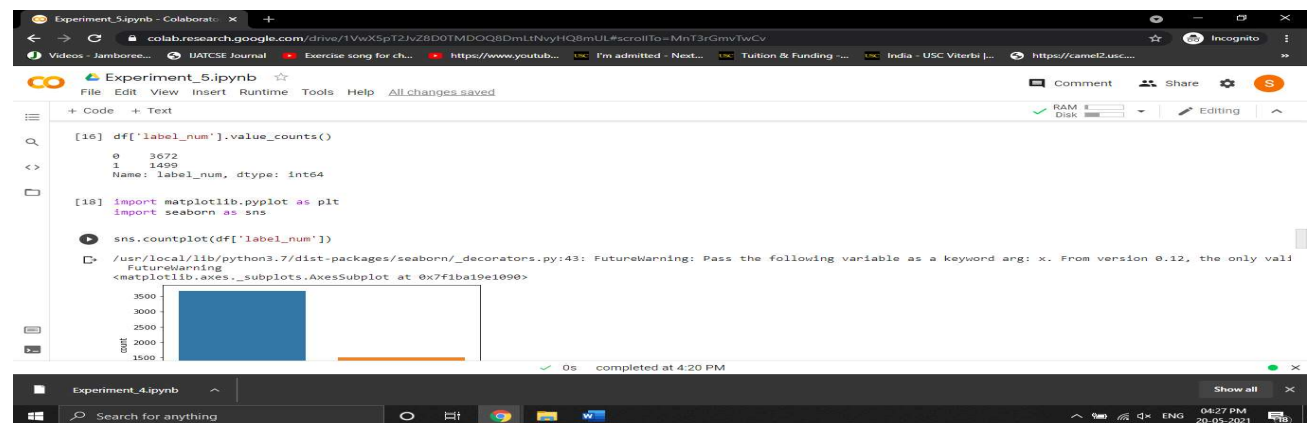 Experiment_5.ipynb - Colaborato
colab.research.google.com/drive/1VwX5pT2JvZ8D0TMDOQ8DmLtNvyHQ8mUL#scrollTo=MnT3rGmvTwCv
Incognito
Videos - Jamboree... IJATCSE Journal Exercise song for ch... https://www.youtub... I'm admitted - Next... Tuition & Funding -... India - USC Viterbi |... https://camel2.usc.... »
CO Experiment_5.ipynb
Comment Share S
File Edit View Insert Runtime Tools Help All changes saved
+ Code + Text
RAM
Disk
Editing
[16] df['label_num'].value_counts()
0 3672
1 1499
Name: label_num, dtype: int64
[18] import matplotlib.pyplot as plt
import seaborn as sns
sns.countplot(df['label_num'])
/usr/local/lib/python3.7/dist-packages/seaborn/_decorators.py:43: FutureWarning: Pass the following variable as a keyword arg: x. From version 0.12, the only vali
FutureWarning
<matplotlib.axes._subplots.AxesSubplot at 0x7f1ba19e1090>
3500
3000
2500
2000
1500
count
0s completed at 4:20 PM
Experiment_4.ipynb
Show all
Search for anything
ENG
04:27 PM
20-05-2021